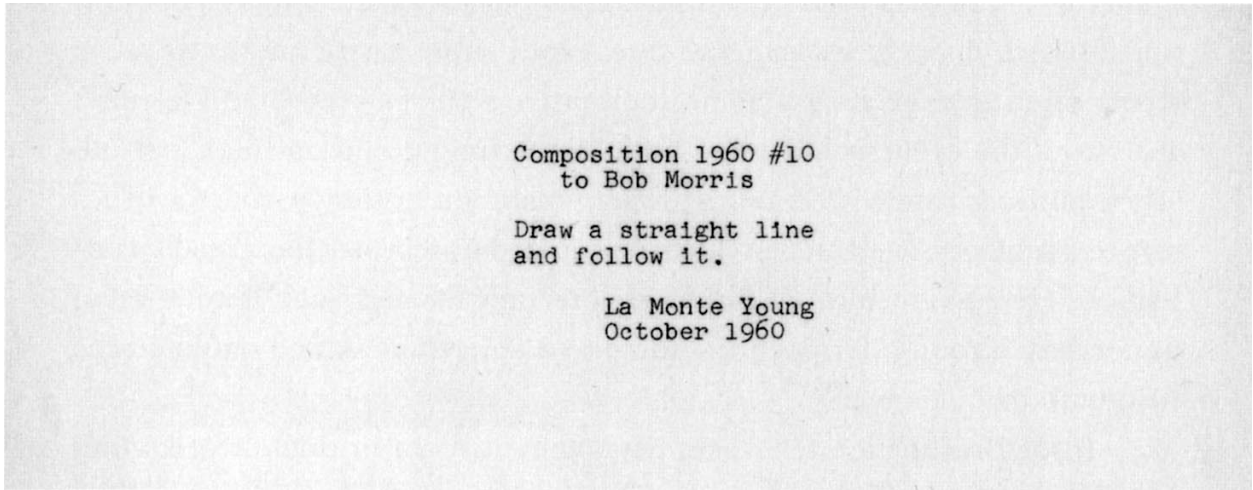 Composition 1960 #10
to Bob Morris
Draw a straight line
and follow it.
La Monte Young
October 1960